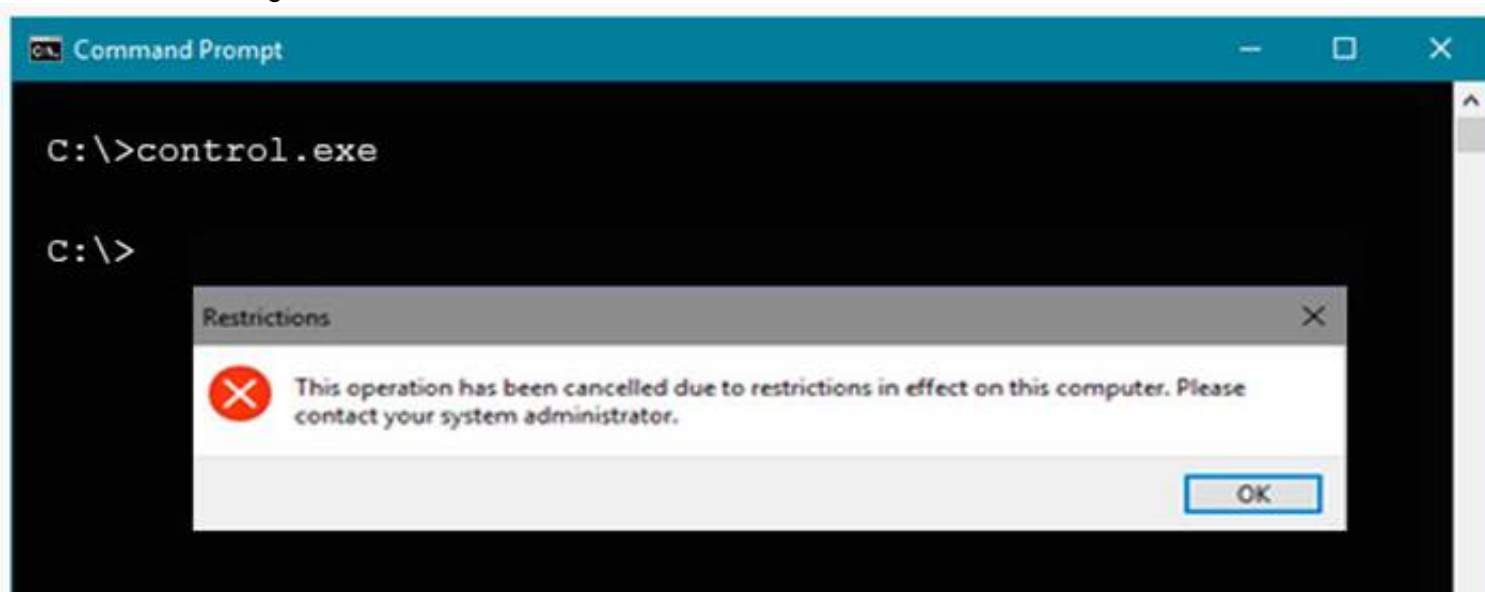 Command Prompt
C:\>control.exe
C:\>
Restrictions
This operation has been cancelled due to restrictions in effect on this computer. Please
contact your system administrator.
OK